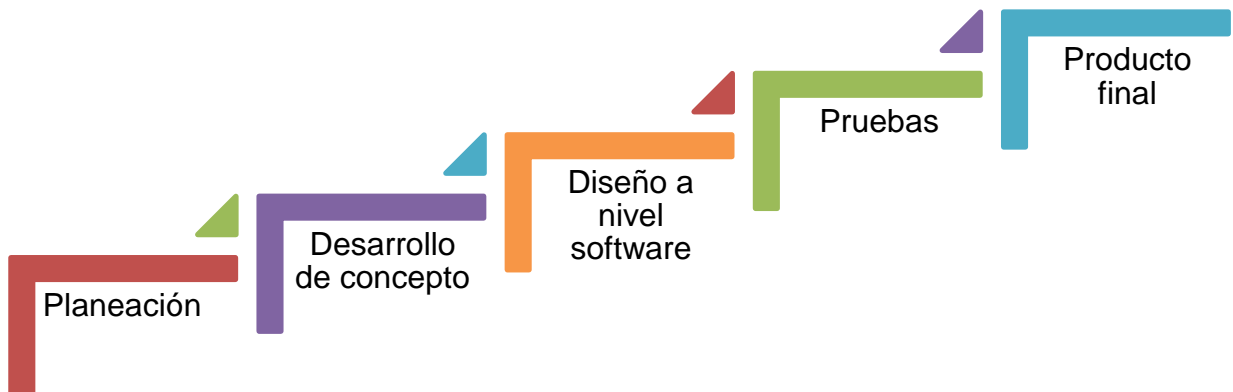 Planeación
Desarrollo
de concepto
Diseño a
nivel
software
Pruebas
Producto
final